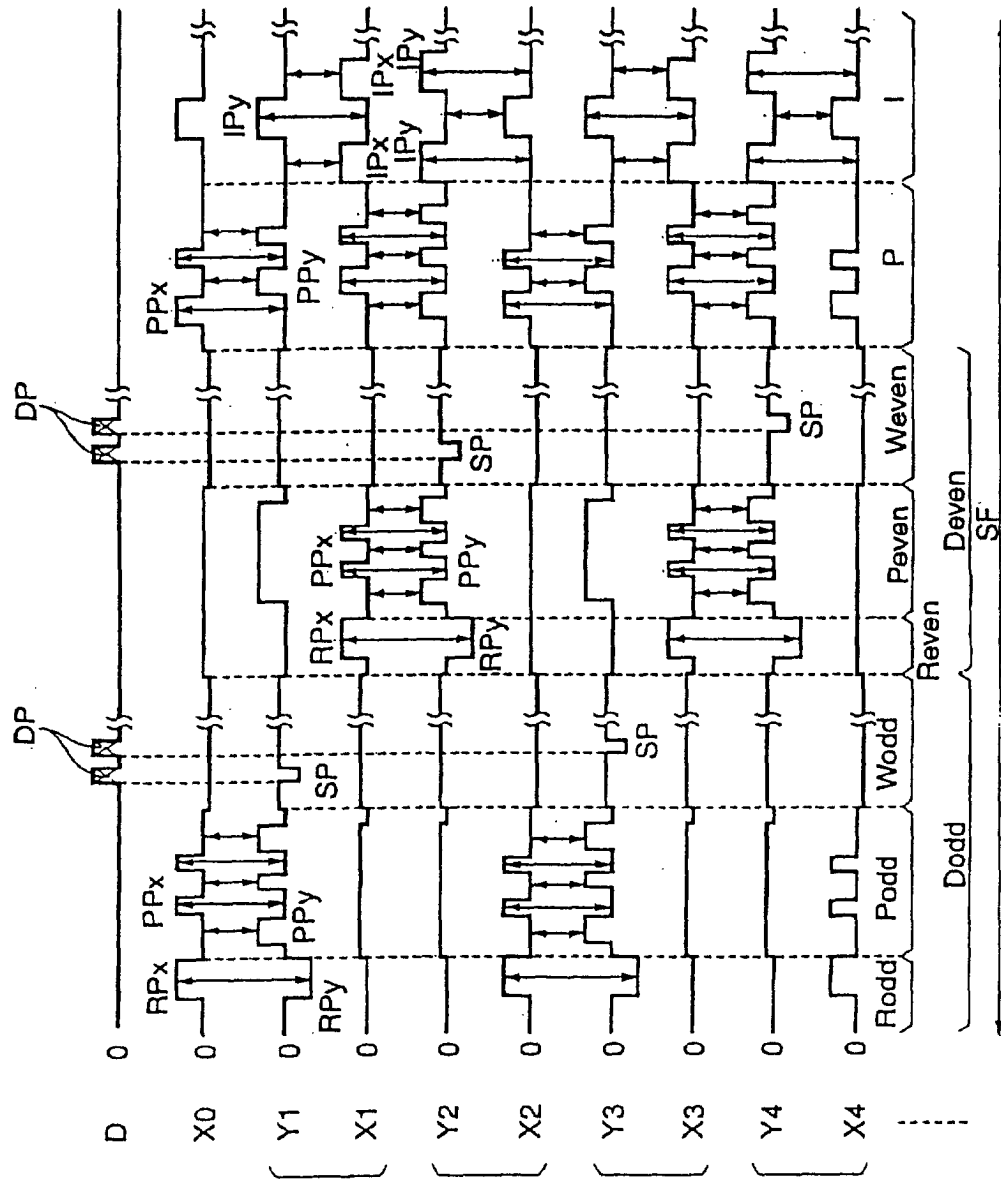 DP DP
D 0
PPx
RPx PPx
X0 0
IPy
Y1 0
RPy PPy SP PPy
RPx PPx IPx IPx
X1 0
IPy IPy
Y2 0
RPy PPy SP
X2 0
Y3 0
SP
X3 0
Y4 0
SP
X4 0
Rodd Podd Wodd Reven Peven Weven P I
Dodd Deven
SF